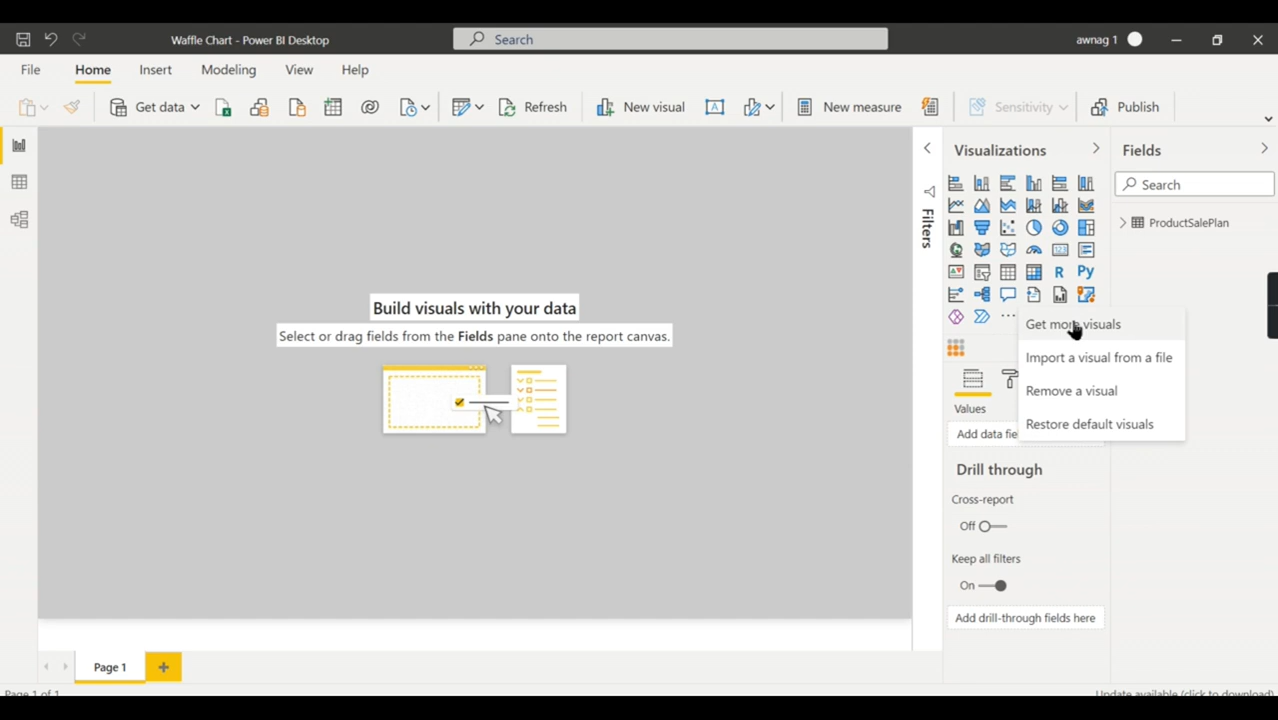 Waffle Chart - Power BI Desktop
Search
awnag 1
File
Home
Insert
Modeling
View
Help
Get data
Refresh
New visual
New measure
Sensitivity
Publish
Filters
Visualizations
Fields
Search
ProductSalePlan
R
Py
123
Build visuals with your data
Select or drag fields from the Fields pane onto the report canvas.
Get more visuals
Import a visual from a file
Remove a visual
Restore default visuals
Values
Add data fie
Drill through
Cross-report
Off
Keep all filters
On
Add drill-through fields here
Page 1
Page 1 of 1
Update available (click to download)